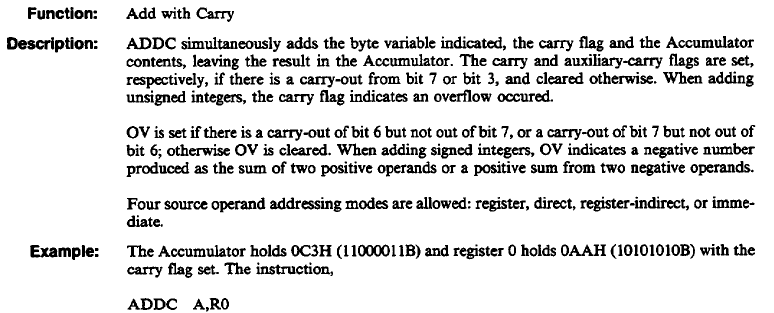 Function: Add with Carry
Description: ADDC simultaneously adds the byte variable indicated, the carry flag and the Accumulator
contents, leaving the result in the Accumulator. The carry and auxiliary-carry flags are set,
respectively, if there is a carry-out from bit 7 or bit 3, and cleared otherwise. When adding
unsigned integers, the carry flag indicates an overflow occured.
OV is set if there is a carry-out of bit 6 but not out of bit 7, or a carry-out of bit 7 but not out of
bit 6; otherwise OV is cleared. When adding signed integers, OV indicates a negative number
produced as the sum of two positive operands or a positive sum from two negative operands.
Four source operand addressing modes are allowed: register, direct, register-indirect, or imme-
diate.
Example: The Accumulator holds 0C3H (11000011B) and register 0 holds 0AAH (10101010B) with the
carry flag set. The instruction,
ADDC A,R0